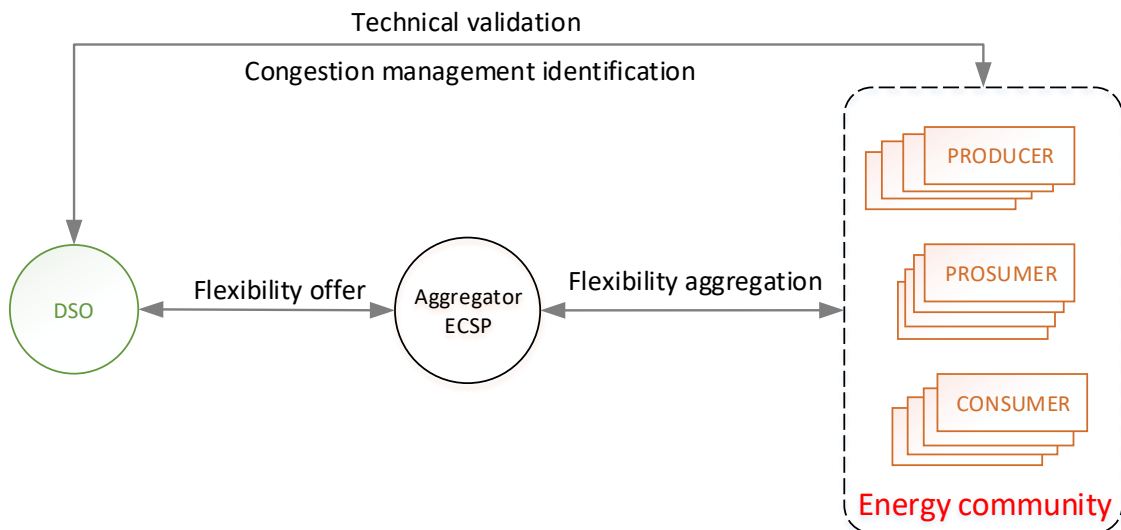 Technical validation
Congestion management identification
PRODUCER
Flexibility offer
Flexibility aggregation
PROSUMER
DSO
Aggregator
ECSP
CONSUMER
Energy community